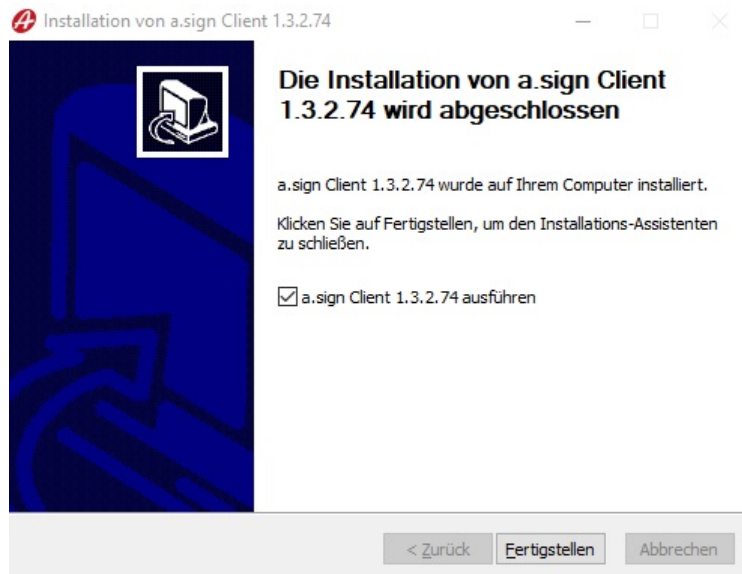 Installation von a.sign Client 1.3.2.74
Die Installation von a.sign Client
1.3.2.74 wird abgeschlossen
a.sign Client 1.3.2.74 wurde auf Ihrem Computer installiert.
Klicken Sie auf Fertigstellen, um den Installations-Assistenten
zu schließen.
a.sign Client 1.3.2.74 ausführen
< Zurück Fertigstellen Abbrechen